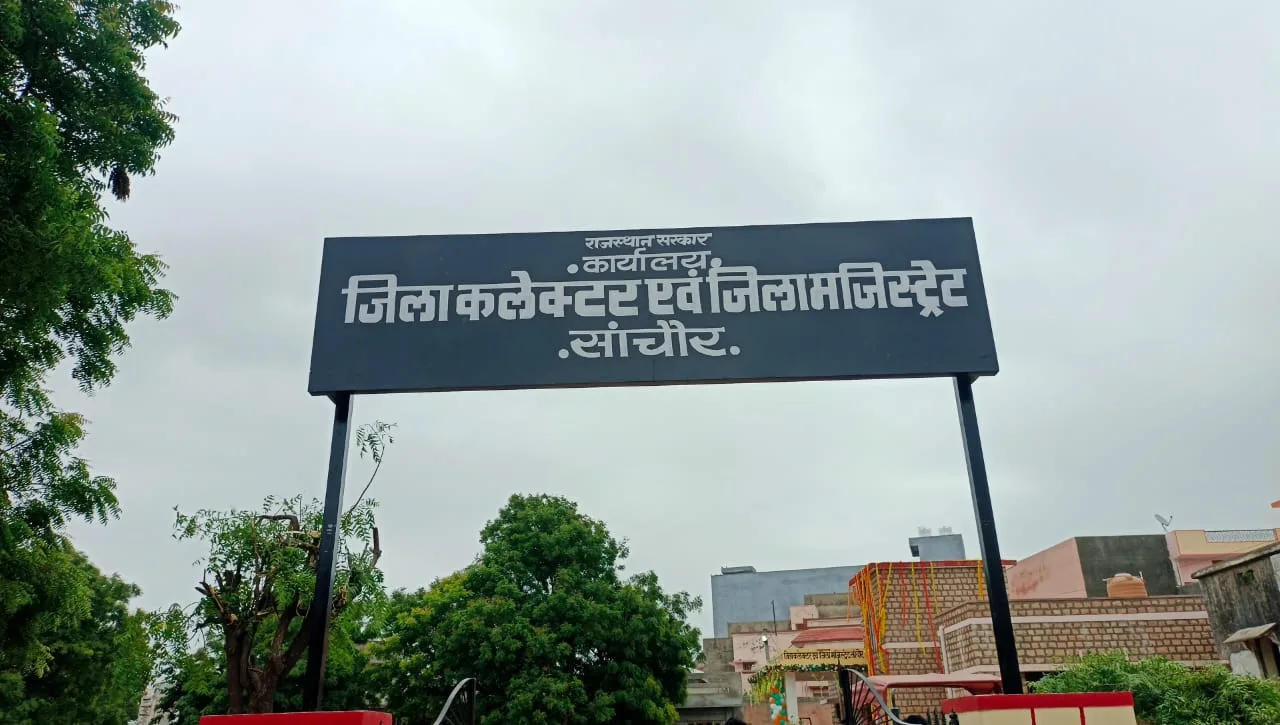 राजस्थान सरकार
कार्यालय
जिला कलेक्टर एवं जिला मजिस्ट्रेट
सांचौर